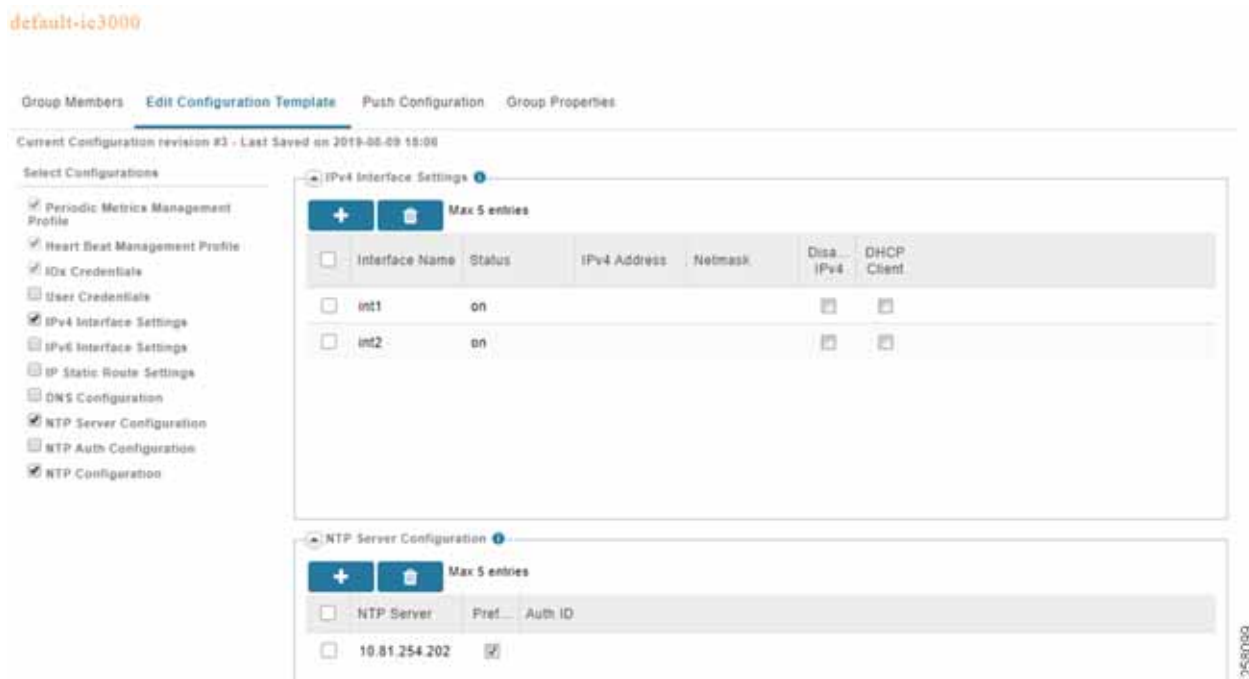 default-ic3000
Group Members Edit Configuration Template Push Configuration Group Properties
Current Configuration revision #3 - Last Saved on 2019-08-09 18:08
Select Configurations
Periodic Metrics Management
Profile
Heart Beat Management Profile
IOx Credentials
User Credentials
IPv4 Interface Settings
IPv6 Interface Settings
IP Static Route Settings
DNS Configuration
NTP Server Configuration
NTP Auth Configuration
NTP Configuration
IPv4 Interface Settings
Max 5 entries
Interface Name Status IPv4 Address Netmask Disa... IPv4 DHCP Client
int1 on
int2 on
NTP Server Configuration
Max 5 entries
NTP Server Pref... Auth ID
10.81.254.202
258099